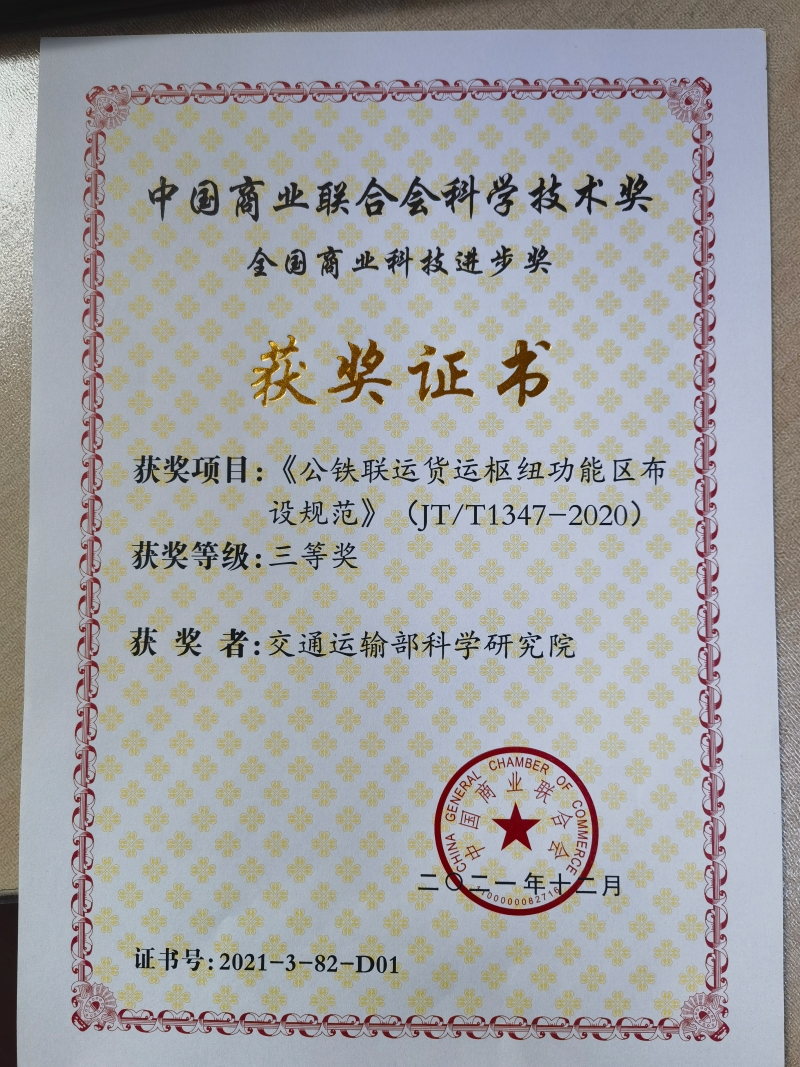 中国商业联合会科学技术奖
全国商业科技进步奖
获奖证书
获奖项目：《公铁联运货运枢纽功能区布
设规范》（JT/T1347-2020）
获奖等级：三等奖
获 奖 者：交通运输部科学研究院
CHINA GENERAL CHAMBER OF COMMERCE
中国商业联合会
二〇二一年十二月
证书号：2021-3-82-D01